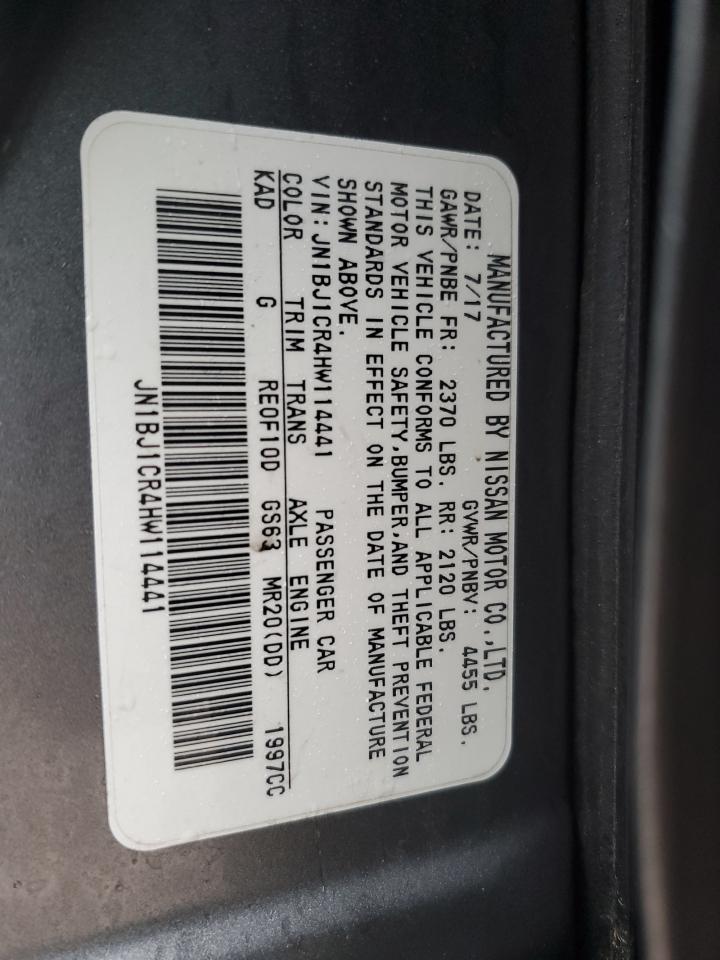 MANUFACTURED BY NISSAN MOTOR CO.,LTD.
DATE: 7/17 GVWR/PNBV: 4455 LBS.
GAWR/PNBE FR: 2370 LBS. RR: 2120 LBS.
THIS VEHICLE CONFORMS TO ALL APPLICABLE FEDERAL
MOTOR VEHICLE SAFETY,BUMPER,AND THEFT PREVENTION
STANDARDS IN EFFECT ON THE DATE OF MANUFACTURE
SHOWN ABOVE.
VIN:JN1BJ1CR4HW114441 PASSENGER CAR
COLOR TRIM TRANS AXLE ENGINE
KAD G RE0F10D GS63 MR20(DD) 1997CC
JN1BJ1CR4HW114441